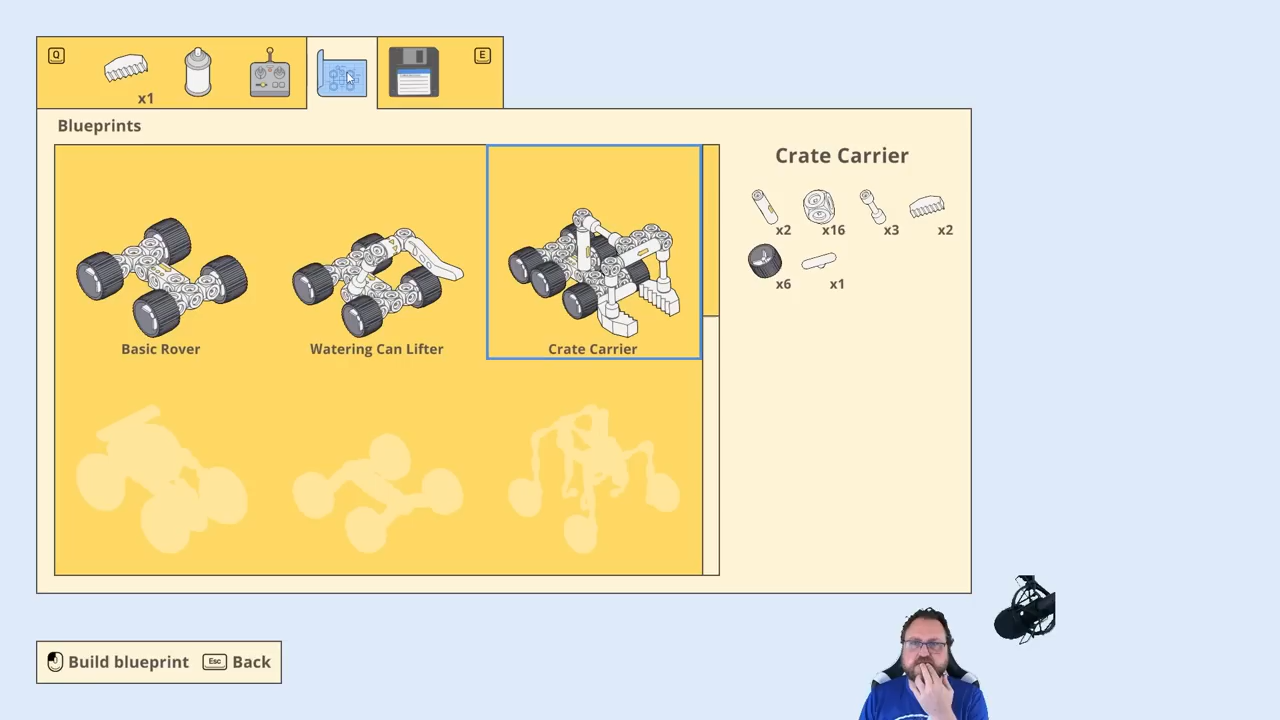 Q
E
x1
Blueprints
Crate Carrier
x2
x16
x3
x2
x6
x1
Basic Rover
Watering Can Lifter
Crate Carrier
Build blueprint
Esc
Back